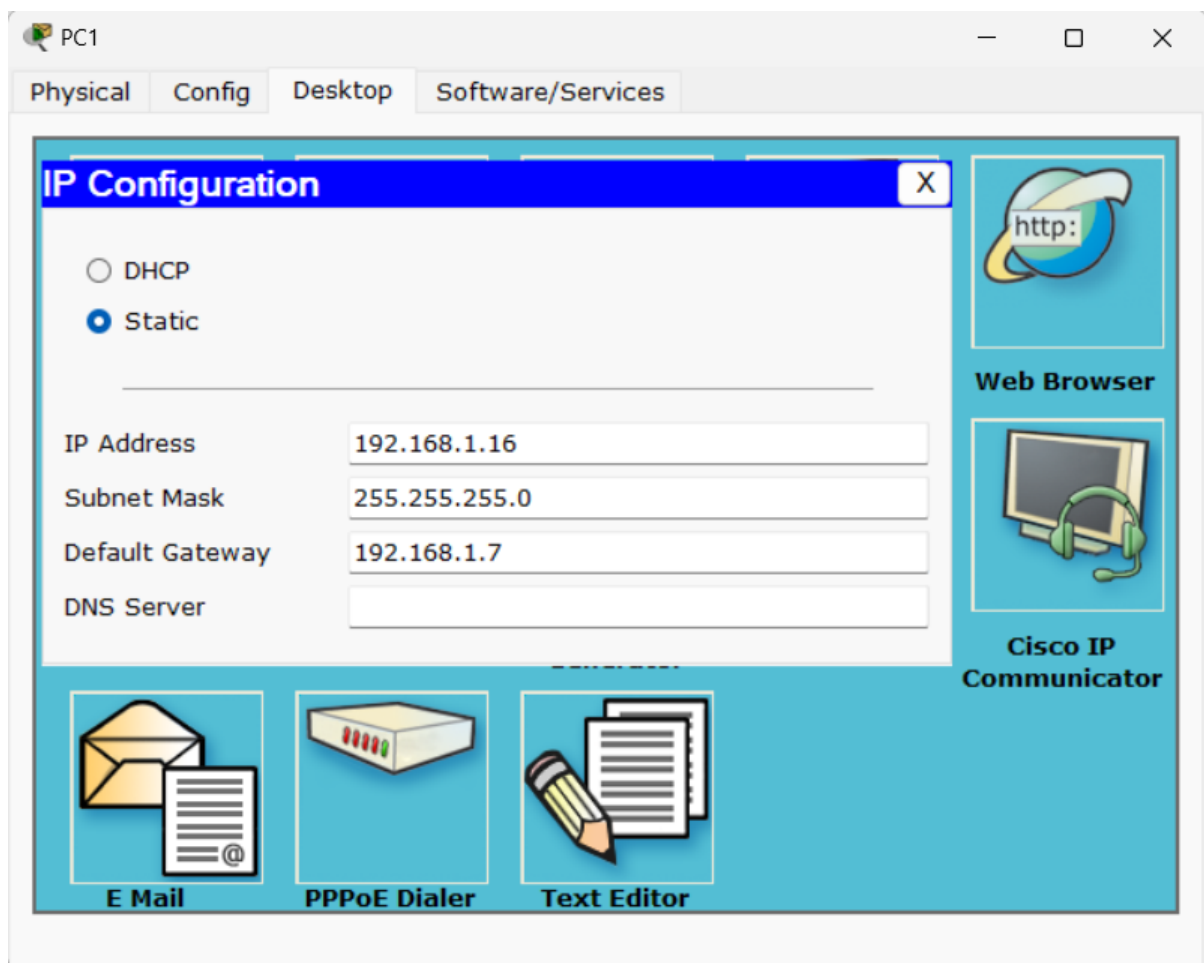 PC1
Physical Config Desktop Software/Services
IP Configuration X
DHCP
Static
IP Address 192.168.1.16
Subnet Mask 255.255.255.0
Default Gateway 192.168.1.7
DNS Server
http:
Web Browser
Cisco IP
Communicator
@
E Mail PPPoE Dialer Text Editor